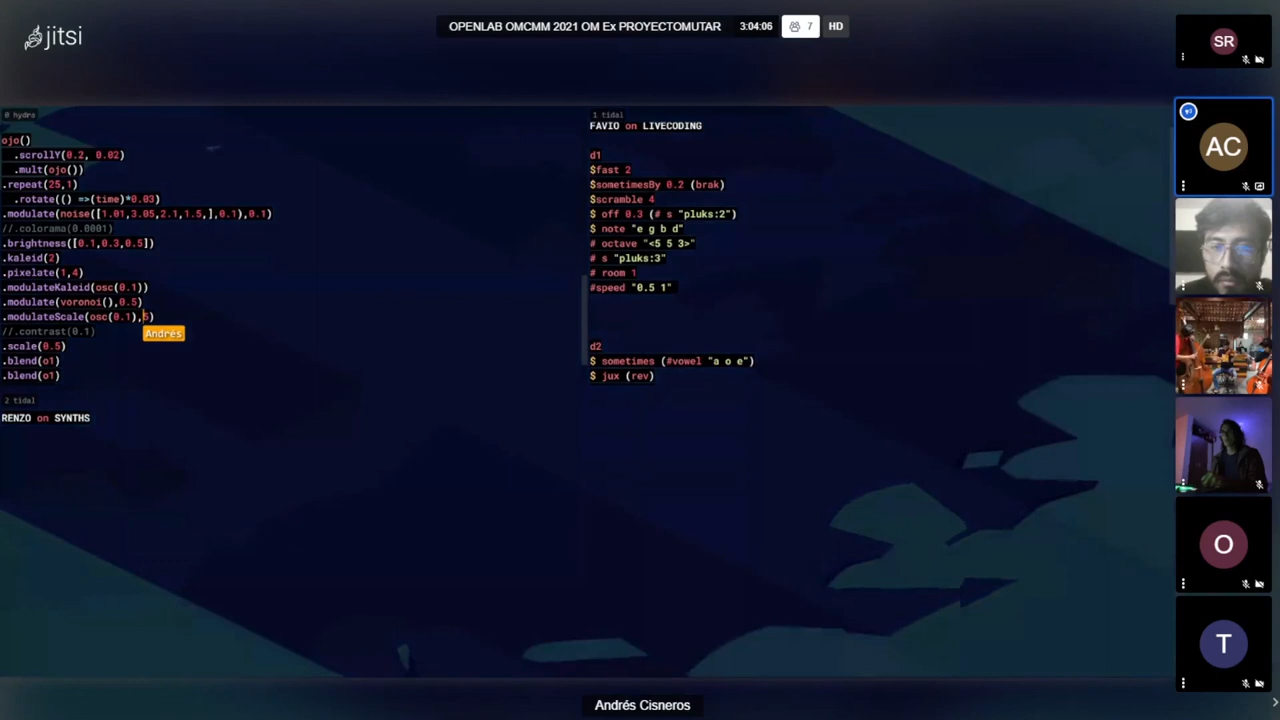 jitsi
OPENLAB OMCMM 2021 OM Ex PROYECTOMUTAR
3:04:06
7
HD
0 hydra
ojo()
.scrollY(0.2, 0.02)
.mult(ojo())
.repeat(25,1)
.rotate(() =>(time)*0.03)
.modulate(noise([1.01,3.05,2.1,1.5,],0.1),0.1)
//.colorama(0.0001)
.brightness([0.1,0.3,0.5])
.kaleid(2)
.pixelate(1,4)
.modulateKaleid(osc(0.1))
.modulate(voronoi(),0.5)
.modulateScale(osc(0.1),5)
Andrés
//.contrast(0.1)
.scale(0.5)
.blend(o1)
.blend(o1)
2 tidal
RENZO on SYNTHS
1 tidal
FAVIO on LIVECODING
d1
$fast 2
$sometimesBy 0.2 (brak)
$scramble 4
$ off 0.3 (# s "pluks:2")
$ note "e g b d"
# octave "<5 5 3>"
# s "pluks:3"
# room 1
#speed "0.5 1"
d2
$ sometimes (#vowel "a o e")
$ jux (rev)
SR
AC
O
T
Andrés Cisneros